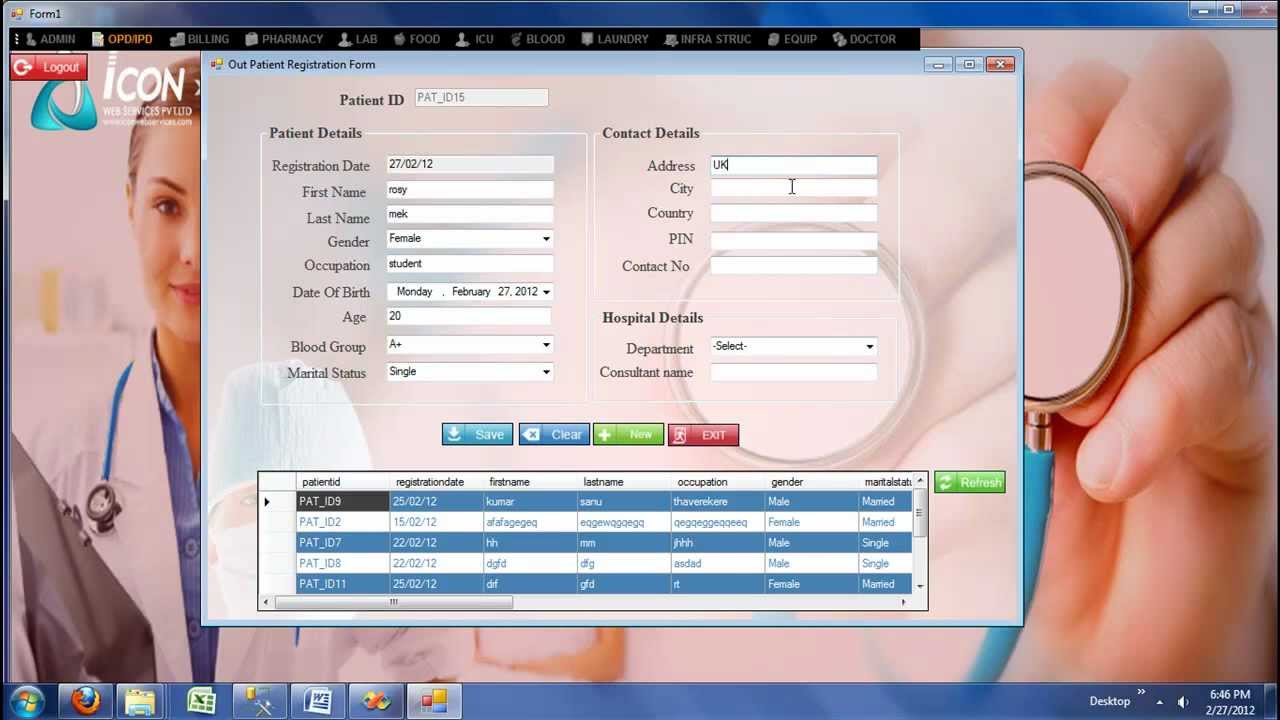 Form1
ADMIN OPD/IPD BILLING PHARMACY LAB FOOD ICU BLOOD LAUNDRY INFRA STRUC EQUIP DOCTOR
Logout
iCON
WEB SERVICES PVT.LTD
www.iconwebservices.com
Out Patient Registration Form
Patient ID PAT_ID15
Patient Details
Registration Date 27/02/12
First Name rosy
Last Name mek
Gender Female
Occupation student
Date Of Birth Monday , February 27, 2012
Age 20
Blood Group A+
Marital Status Single
Contact Details
Address UK
City
Country
PIN
Contact No
Hospital Details
Department -Select-
Consultant name
Save Clear New EXIT
patientid registrationdate firstname lastname occupation gender maritalstatu
PAT_ID9 25/02/12 kumar sanu thaverekere Male Married
PAT_ID2 15/02/12 afafagegeq eqgewqgqegq qegqeggeqqeeq Female Married
PAT_ID7 22/02/12 hh mm jhhh Male Single
PAT_ID8 22/02/12 dgfd dfg asdad Male Single
PAT_ID11 25/02/12 drf gfd rt Female Married
Refresh
Desktop
6:46 PM
2/27/2012